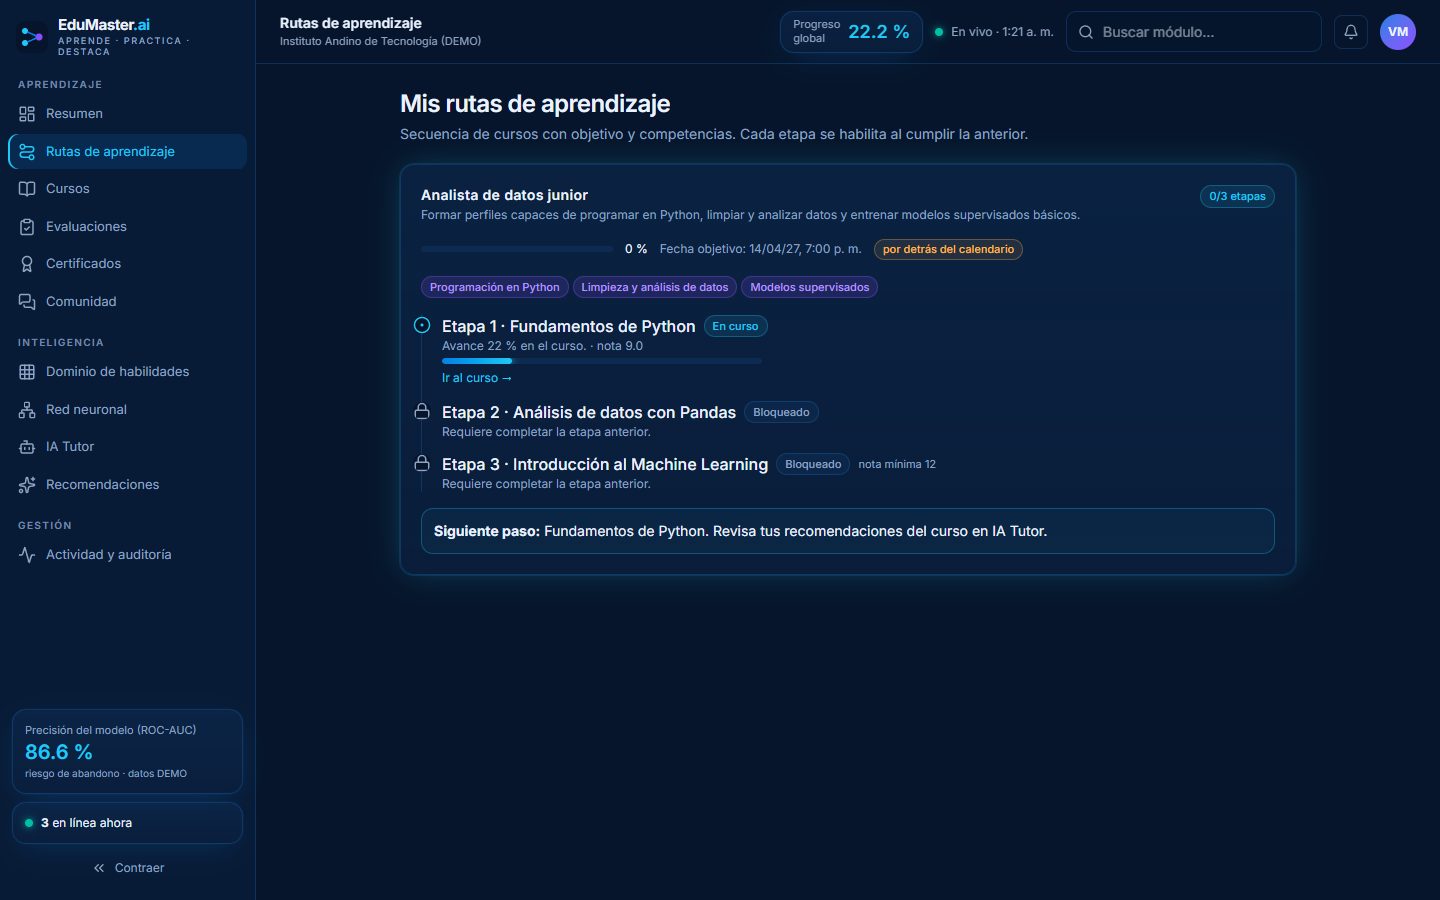 EduMaster.ai
APRENDE · PRACTICA ·
DESTACA
APRENDIZAJE
Resumen
Rutas de aprendizaje
Cursos
Evaluaciones
Certificados
Comunidad
INTELIGENCIA
Dominio de habilidades
Red neuronal
IA Tutor
Recomendaciones
GESTIÓN
Actividad y auditoría
Precisión del modelo (ROC-AUC)
86.6 %
riesgo de abandono · datos DEMO
3 en línea ahora
Contraer
Rutas de aprendizaje
Instituto Andino de Tecnología (DEMO)
Progreso
global
22.2 %
En vivo · 1:21 a. m.
Buscar módulo...
VM
Mis rutas de aprendizaje
Secuencia de cursos con objetivo y competencias. Cada etapa se habilita al cumplir la anterior.
Analista de datos junior
0/3 etapas
Formar perfiles capaces de programar en Python, limpiar y analizar datos y entrenar modelos supervisados básicos.
0 % Fecha objetivo: 14/04/27, 7:00 p. m. por detrás del calendario
Programación en Python Limpieza y análisis de datos Modelos supervisados
Etapa 1 · Fundamentos de Python En curso
Avance 22 % en el curso. · nota 9.0
Ir al curso →
Etapa 2 · Análisis de datos con Pandas Bloqueado
Requiere completar la etapa anterior.
Etapa 3 · Introducción al Machine Learning Bloqueado nota mínima 12
Requiere completar la etapa anterior.
Siguiente paso: Fundamentos de Python. Revisa tus recomendaciones del curso en IA Tutor.